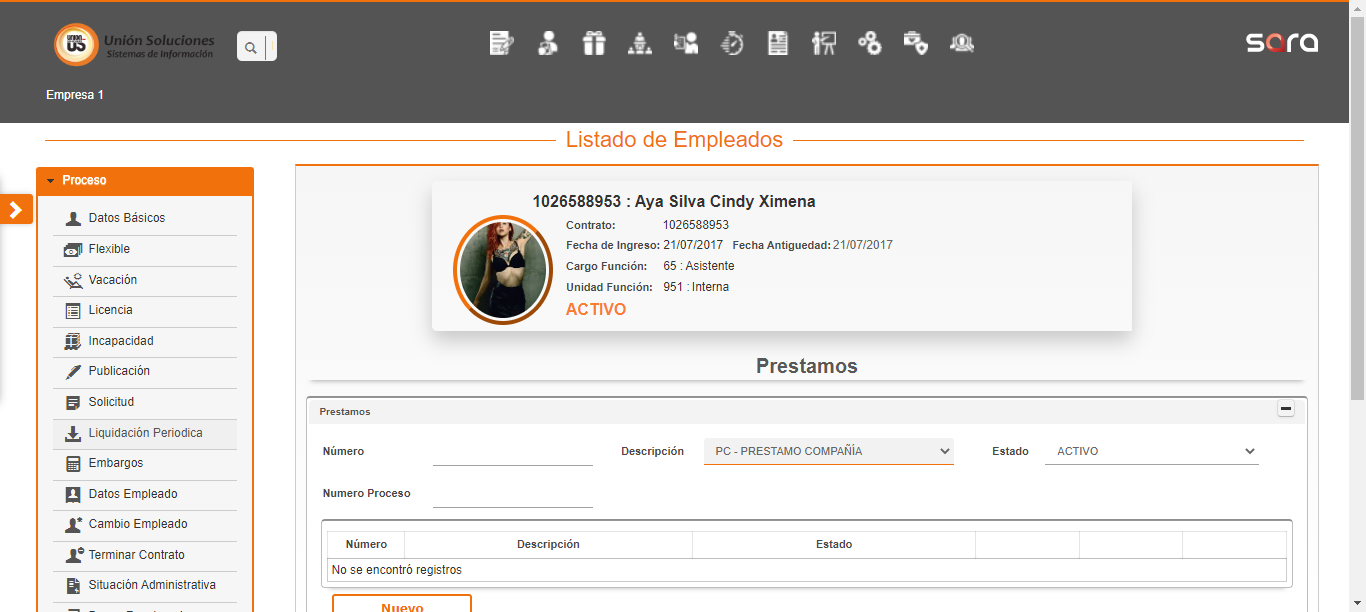 UNION
US
Unión Soluciones
Sistemas de Información
sara
Empresa 1
Listado de Empleados
Proceso
Datos Básicos
Flexible
Vacación
Licencia
Incapacidad
Publicación
Solicitud
Liquidación Periodica
Embargos
Datos Empleado
Cambio Empleado
Terminar Contrato
Situación Administrativa
1026588953 : Aya Silva Cindy Ximena
Contrato: 1026588953
Fecha de Ingreso: 21/07/2017 Fecha Antiguedad: 21/07/2017
Cargo Función: 65 : Asistente
Unidad Función: 951 : Interna
ACTIVO
Prestamos
Prestamos
Número Descripción PC - PRESTAMO COMPAÑÍA Estado ACTIVO
Numero Proceso
Número Descripción Estado
No se encontró registros
Nuevo